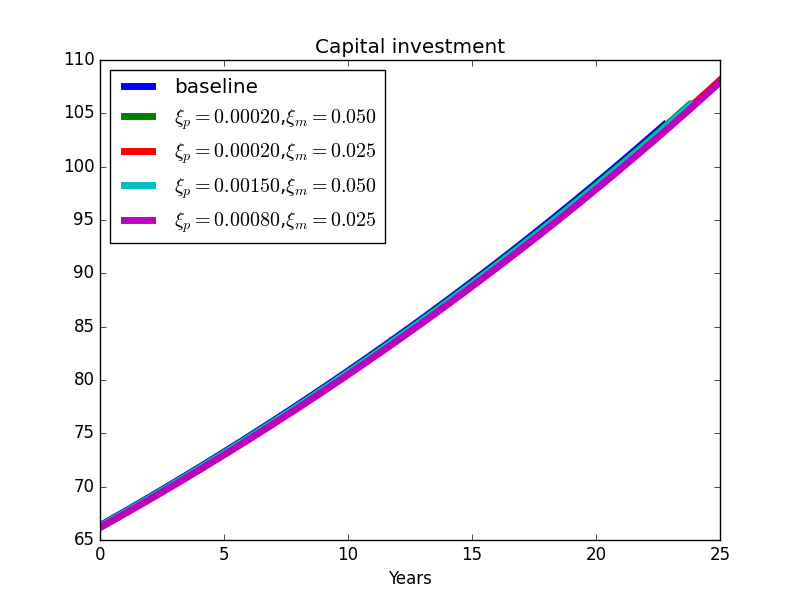 Capital investment
110
105
100
95
90
85
80
75
70
65
baseline
ξₚ = 0.00020,ξₘ = 0.050
ξₚ = 0.00020,ξₘ = 0.025
ξₚ = 0.00150,ξₘ = 0.050
ξₚ = 0.00080,ξₘ = 0.025
0 5 10 15 20 25
Years